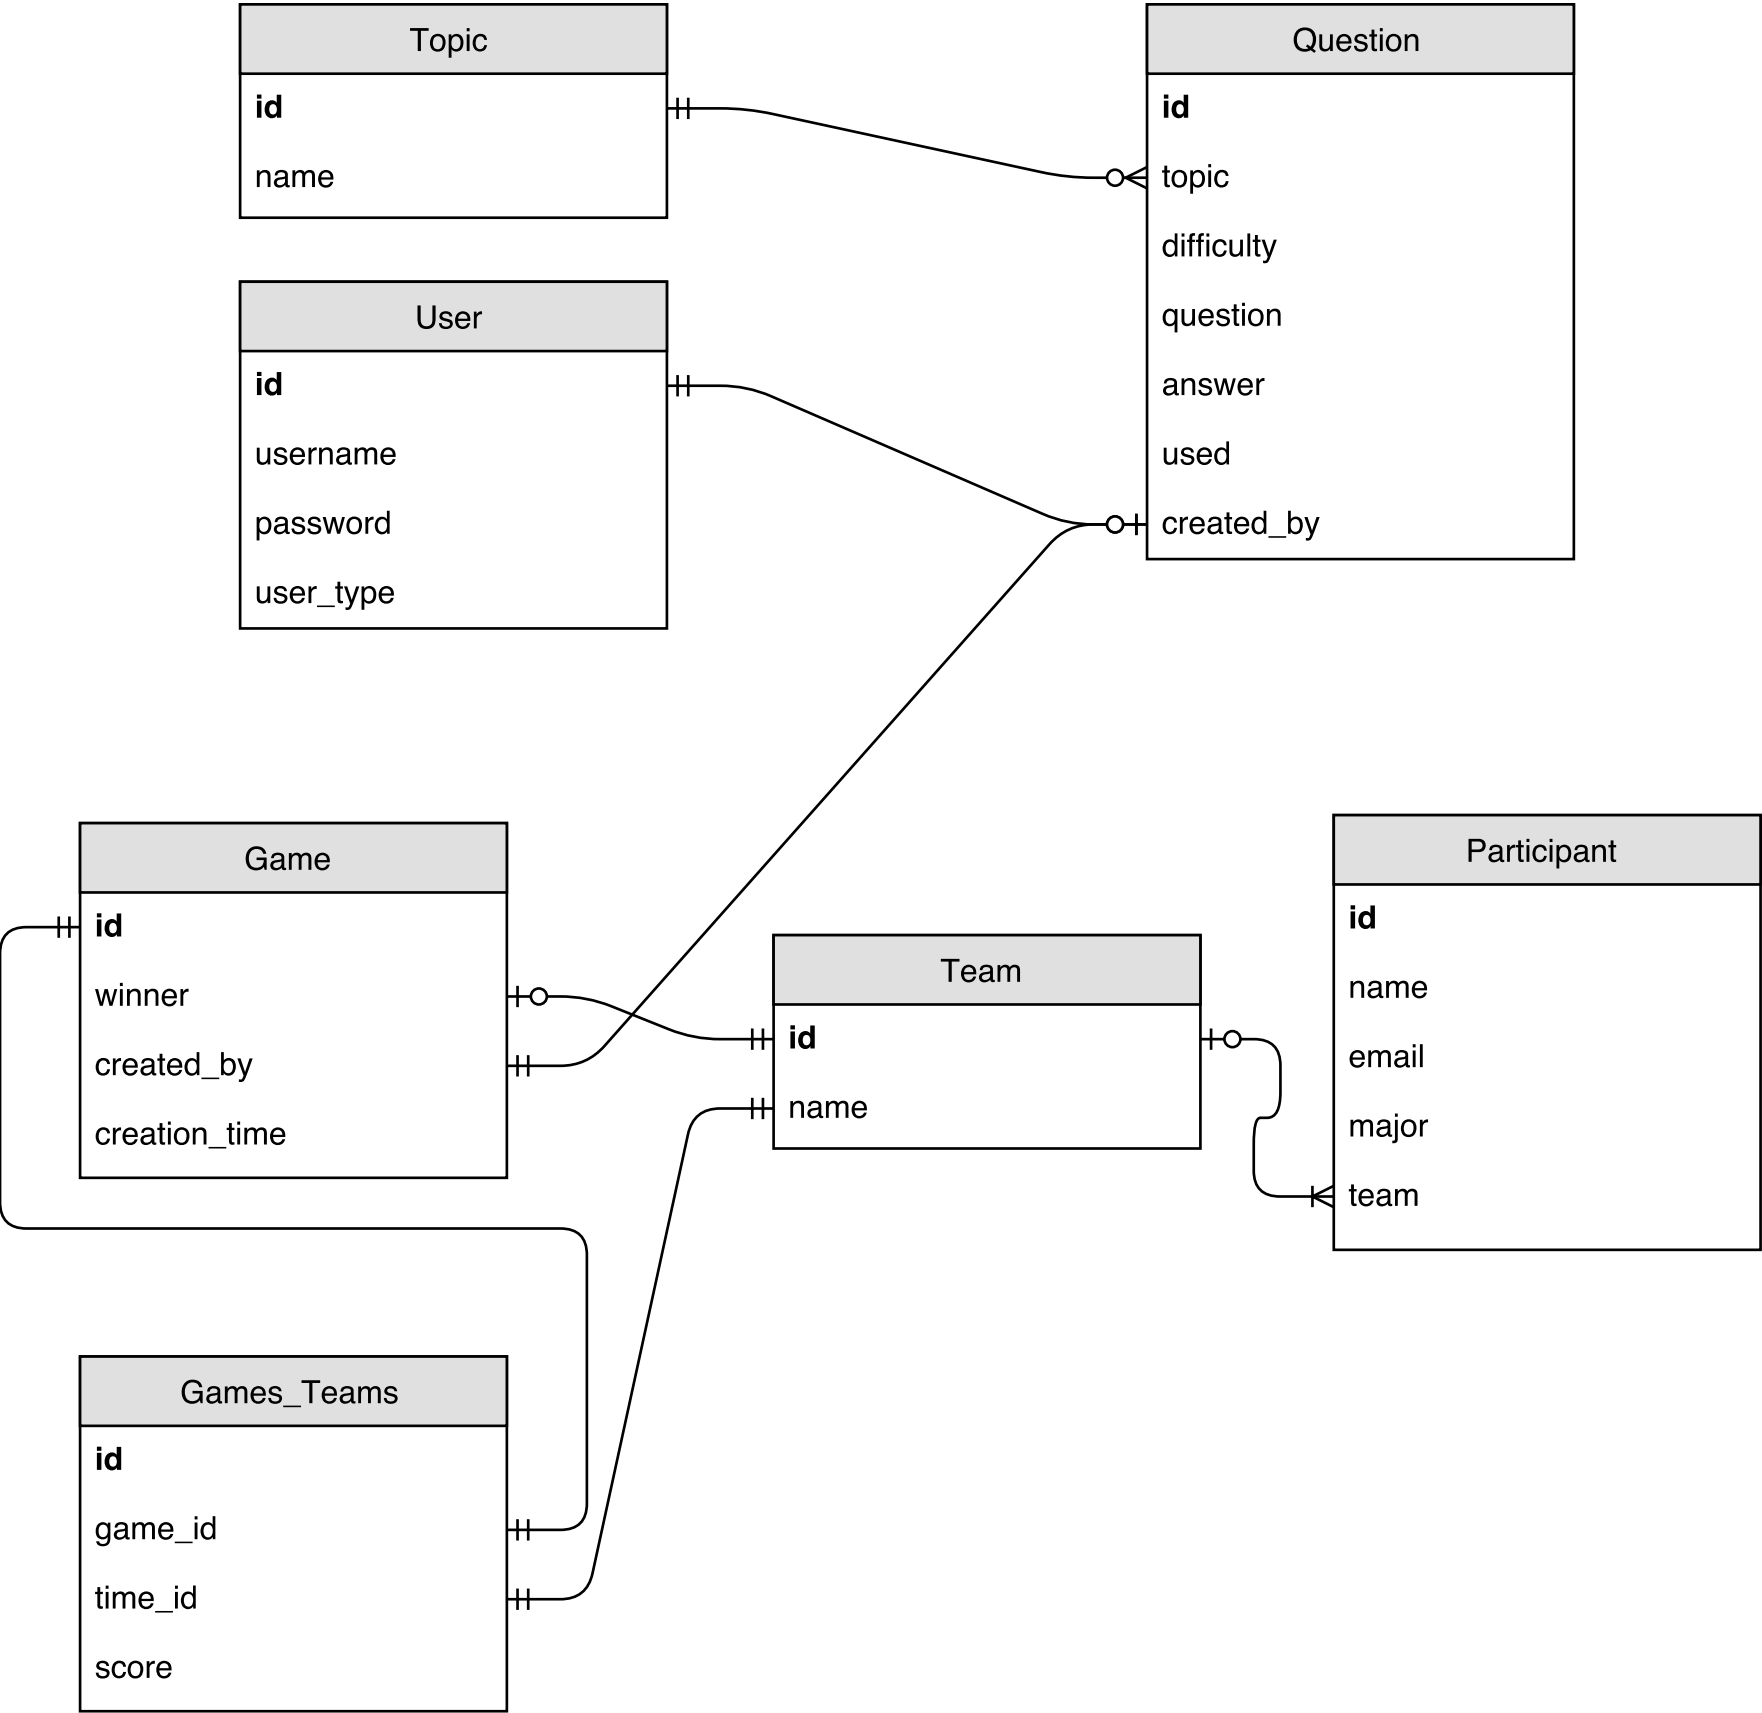 Topic
id
name
Question
id
topic
difficulty
question
answer
used
created_by
User
id
username
password
user_type
Game
id
winner
created_by
creation_time
Team
id
name
Participant
id
name
email
major
team
Games_Teams
id
game_id
time_id
score